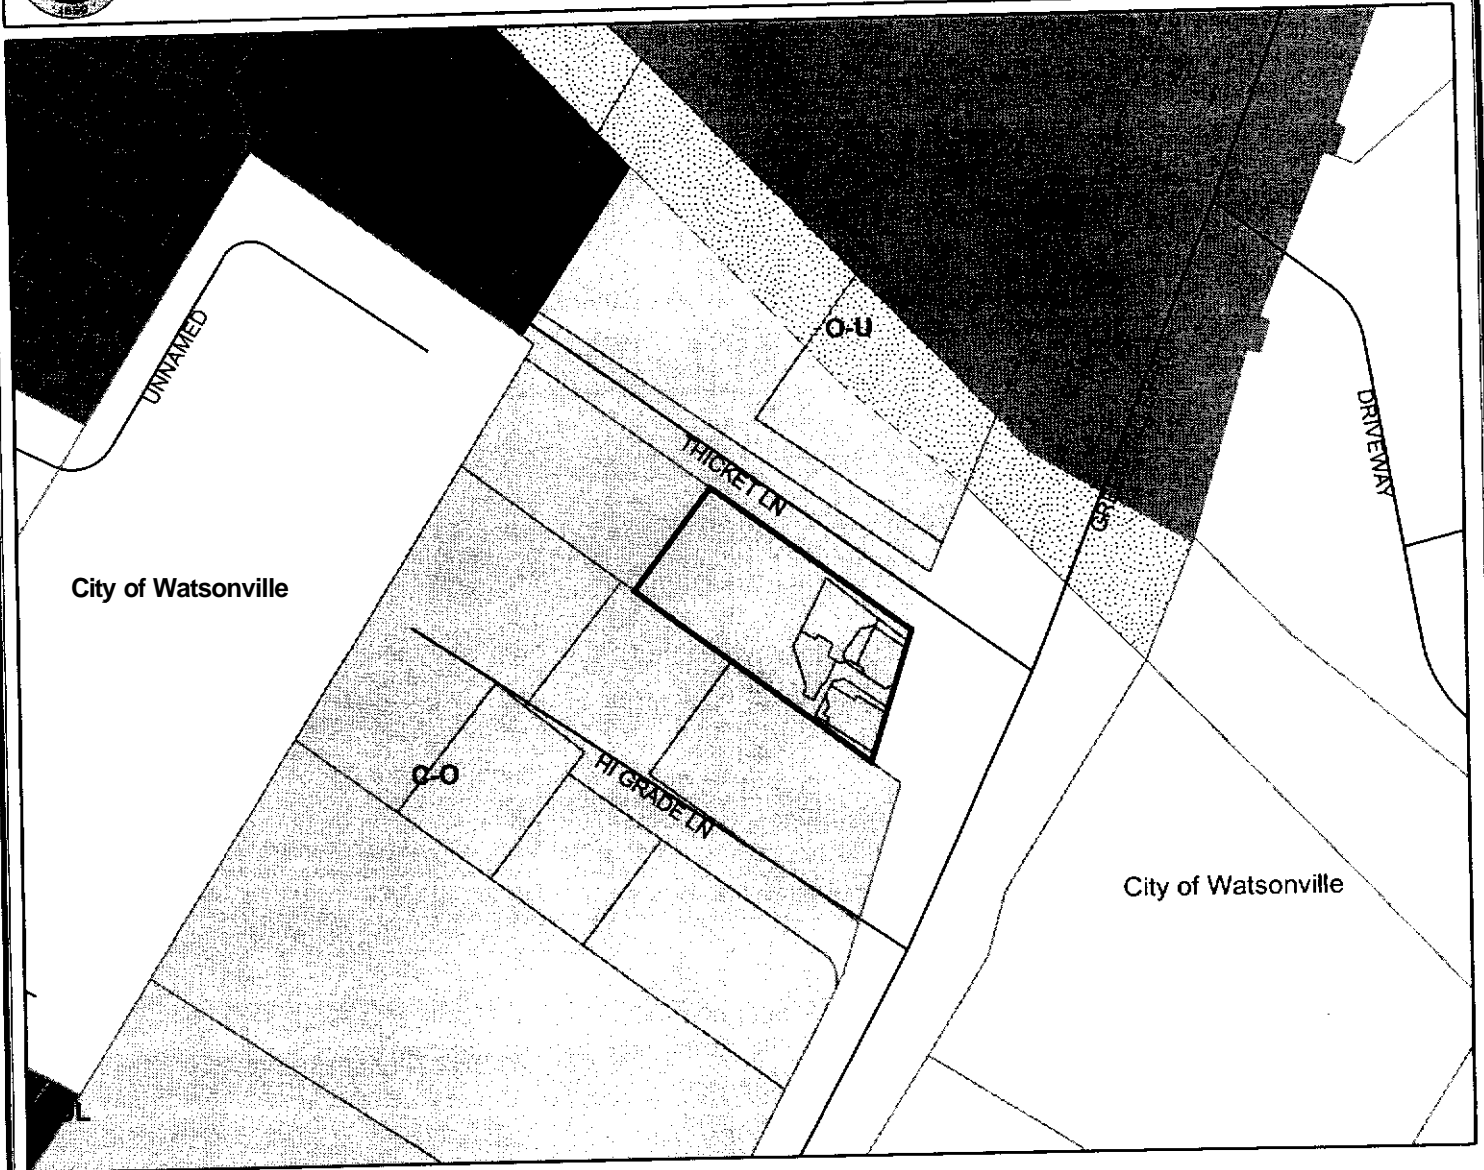 O-U
UNNAMED
DRIVEWAY
THICKET LN
City of Watsonville
C-O
HI GRADE LN
City of Watsonville